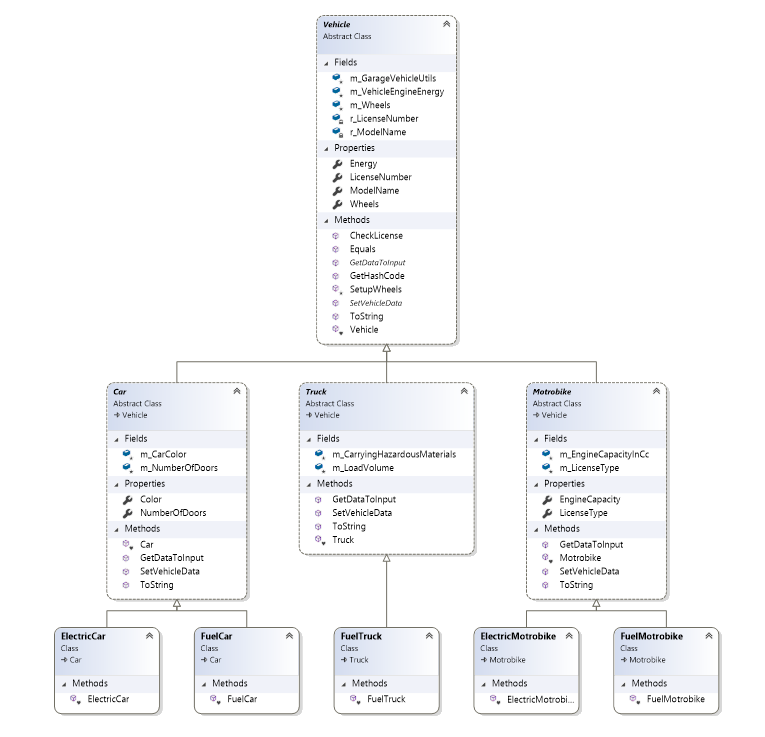 Vehicle
Abstract Class
Fields
m_GarageVehicleUtils
m_VehicleEngineEnergy
m_Wheels
r_LicenseNumber
r_ModelName
Properties
Energy
LicenseNumber
ModelName
Wheels
Methods
CheckLicense
Equals
GetDataToInput
GetHashCode
SetupWheels
SetVehicleData
ToString
Vehicle
Car
Abstract Class
Vehicle
Fields
m_CarColor
m_NumberOfDoors
Properties
Color
NumberOfDoors
Methods
Car
GetDataToInput
SetVehicleData
ToString
Truck
Abstract Class
Vehicle
Fields
m_CarryingHazardousMaterials
m_LoadVolume
Methods
GetDataToInput
SetVehicleData
ToString
Truck
Motrobike
Abstract Class
Vehicle
Fields
m_EngineCapacityInCc
m_LicenseType
Properties
EngineCapacity
LicenseType
Methods
GetDataToInput
Motrobike
SetVehicleData
ToString
ElectricCar
Class
Car
Methods
ElectricCar
FuelCar
Class
Car
Methods
FuelCar
FuelTruck
Class
Truck
Methods
FuelTruck
ElectricMotrobike
Class
Motrobike
Methods
ElectricMotrobi...
FuelMotrobike
Class
Motrobike
Methods
FuelMotrobike